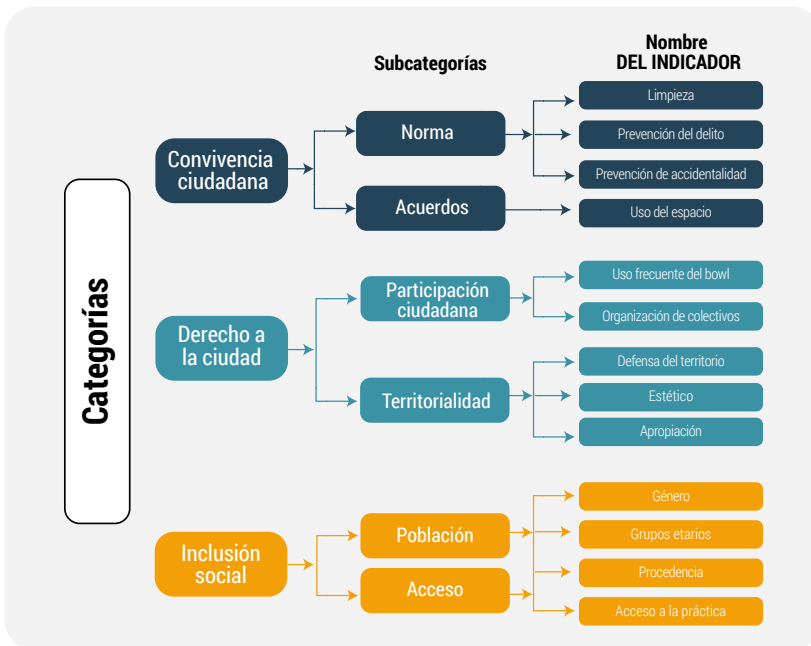 Subcategorías
Nombre
DEL INDICADOR
Categorías
Convivencia
ciudadana
Norma
Limpieza
Prevención del delito
Prevención de accidentalidad
Acuerdos
Uso del espacio
Derecho a
la ciudad
Participación
ciudadana
Uso frecuente del bowl
Organización de colectivos
Territorialidad
Defensa del territorio
Estético
Apropiación
Inclusión
social
Población
Género
Grupos etarios
Acceso
Procedencia
Acceso a la práctica